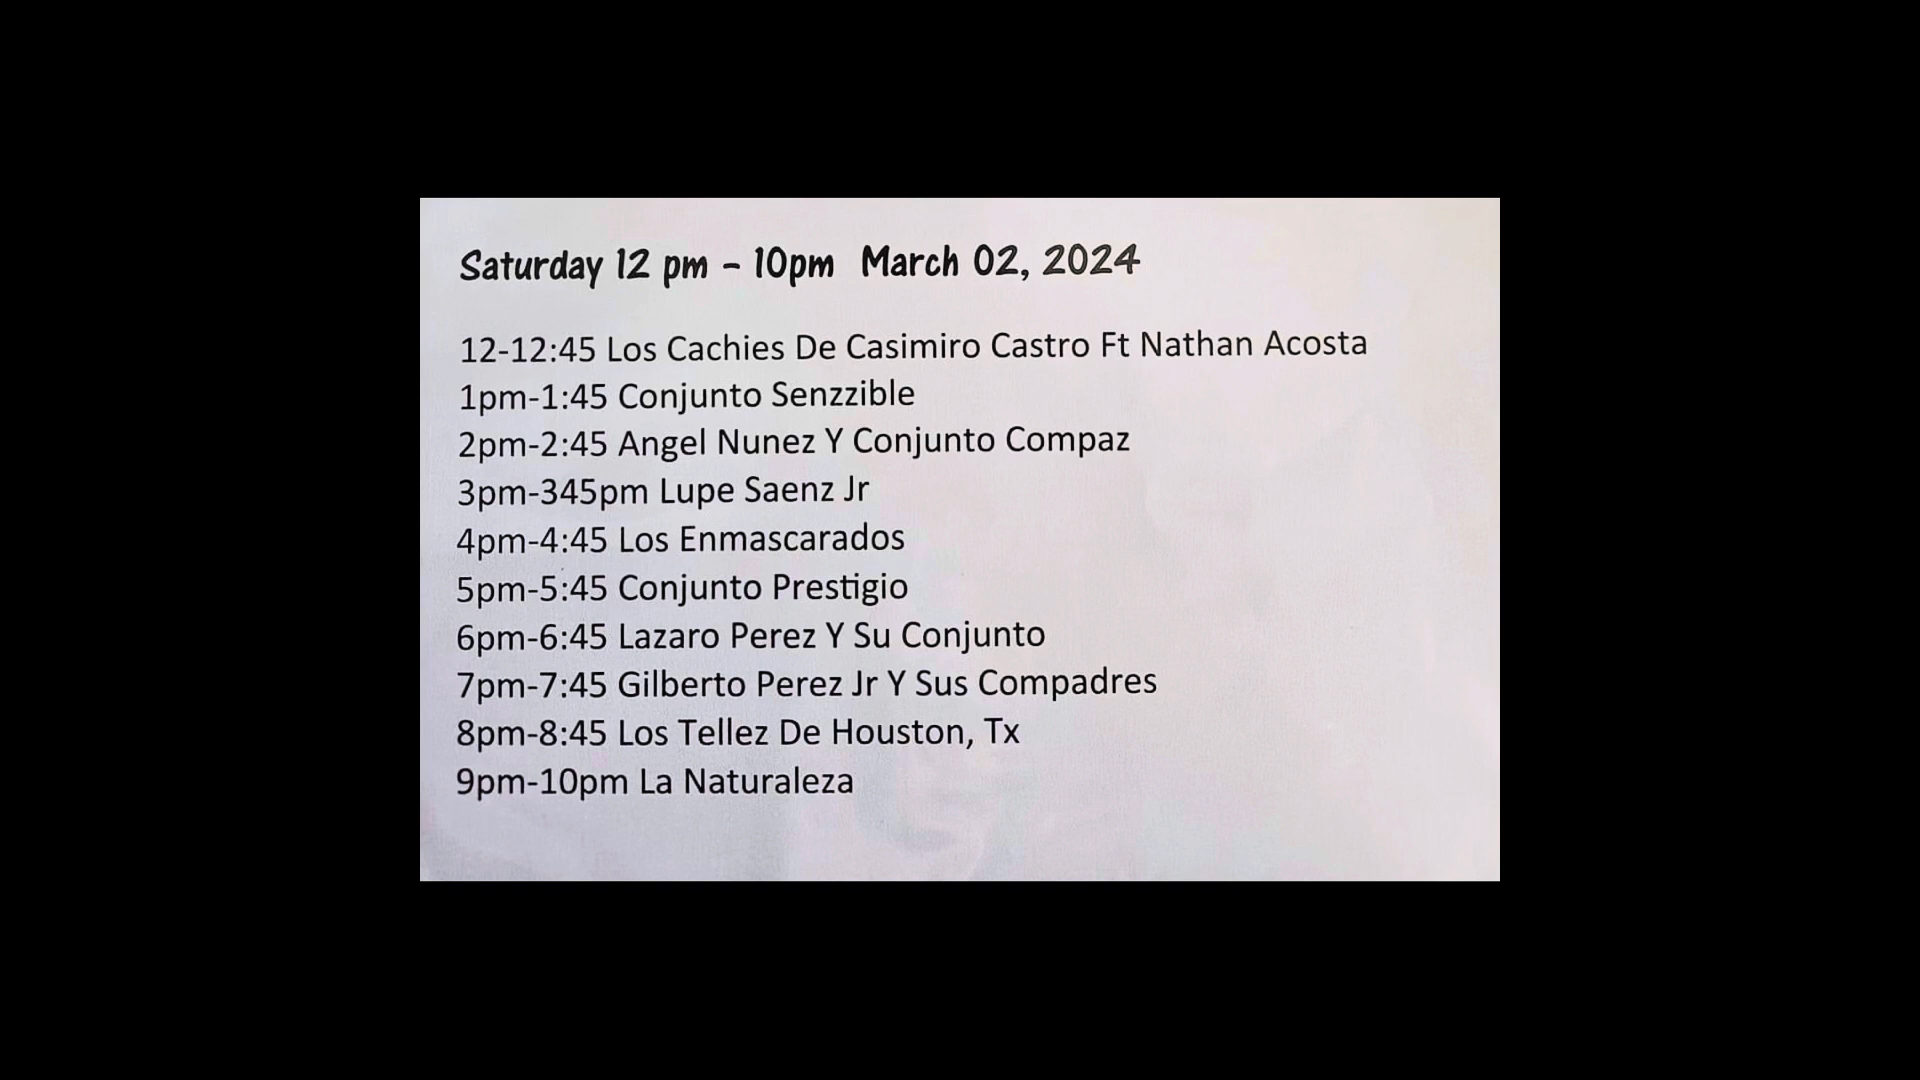 Saturday 12 pm - 10pm March 02, 2024
12-12:45 Los Cachies De Casimiro Castro Ft Nathan Acosta
1pm-1:45 Conjunto Senzzible
2pm-2:45 Angel Nunez Y Conjunto Compaz
3pm-345pm Lupe Saenz Jr
4pm-4:45 Los Enmascarados
5pm-5:45 Conjunto Prestigio
6pm-6:45 Lazaro Perez Y Su Conjunto
7pm-7:45 Gilberto Perez Jr Y Sus Compadres
8pm-8:45 Los Tellez De Houston, Tx
9pm-10pm La Naturaleza